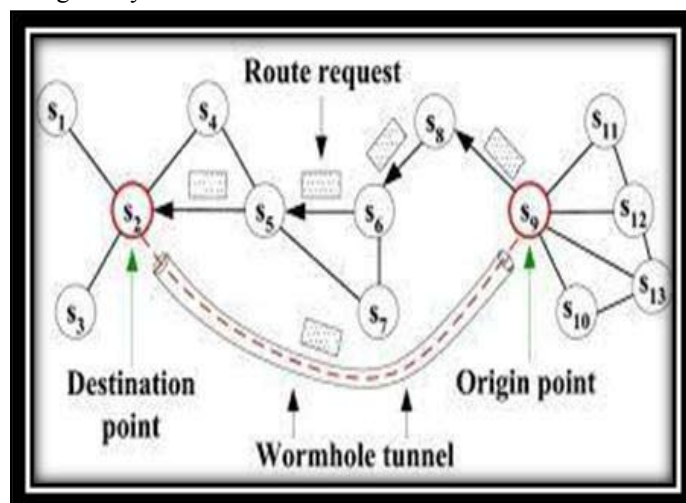 Route request
S1
S4
S8
S11
S2
S5
S6
S9
S12
S3
S7
S10
S13
Destination
point
Origin point
Wormhole tunnel